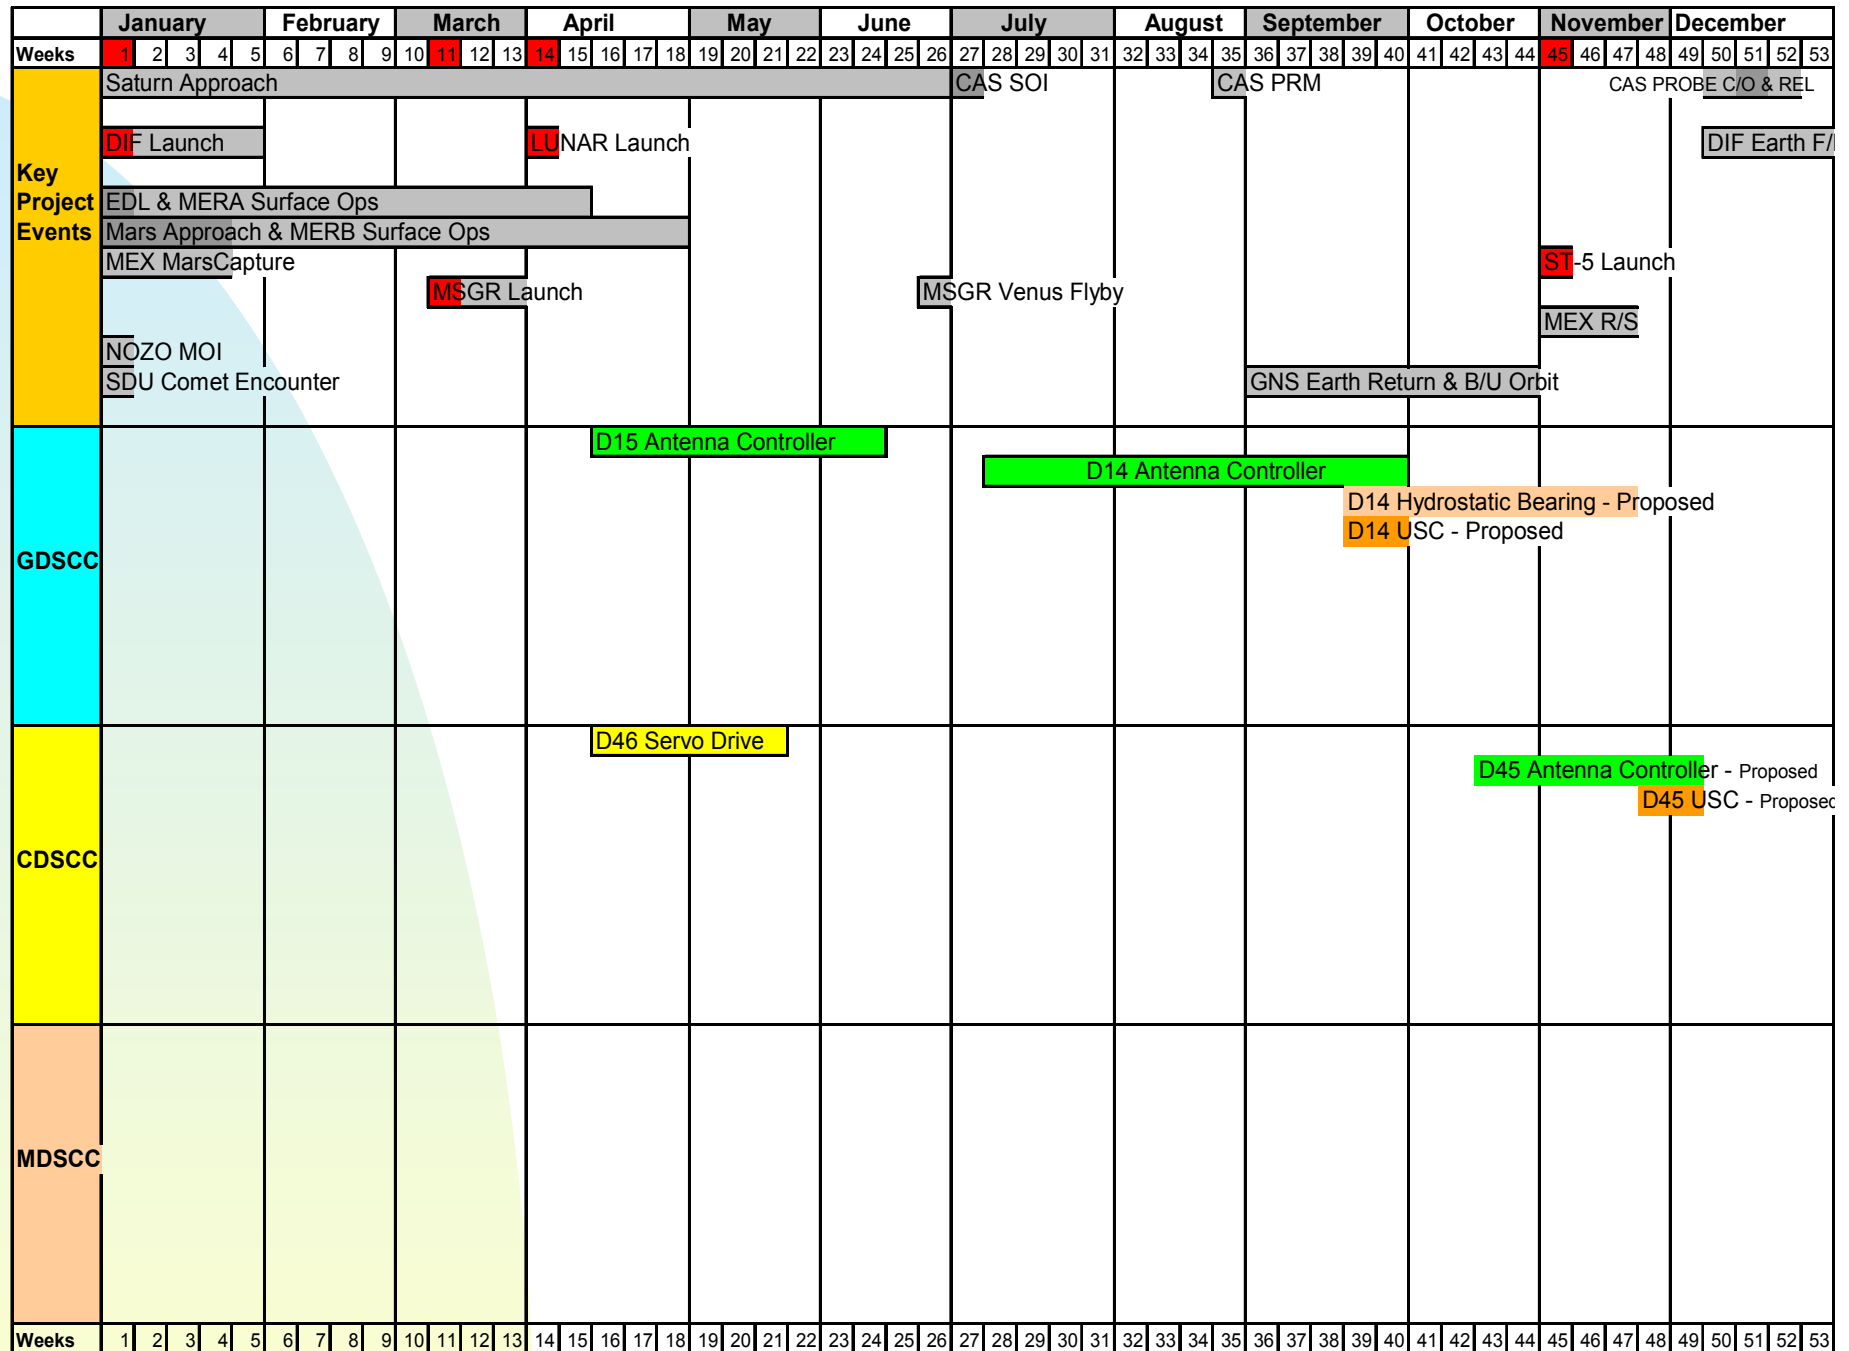 January February March April May June July August September October November December
Weeks 1 2 3 4 5 6 7 8 9 10 11 12 13 14 15 16 17 18 19 20 21 22 23 24 25 26 27 28 29 30 31 32 33 34 35 36 37 38 39 40 41 42 43 44 45 46 47 48 49 50 51 52 53
Saturn Approach CAS SOI CAS PRM CAS PROBE C/O & REL
DIF Launch LUNAR Launch DIF Earth F/
Key
Project
Events
EDL & MERA Surface Ops
Mars Approach & MERB Surface Ops
MEX MarsCapture ST-5 Launch
MSGR Launch MSGR Venus Flyby
MEX R/S
NOZO MOI
SDU Comet Encounter GNS Earth Return & B/U Orbit
GDSCC
D15 Antenna Controller
D14 Antenna Controller
D14 Hydrostatic Bearing - Proposed
D14 USC - Proposed
CDSCC
D46 Servo Drive
D45 Antenna Controller - Proposed
D45 USC - Proposed
MDSCC
Weeks 1 2 3 4 5 6 7 8 9 10 11 12 13 14 15 16 17 18 19 20 21 22 23 24 25 26 27 28 29 30 31 32 33 34 35 36 37 38 39 40 41 42 43 44 45 46 47 48 49 50 51 52 53